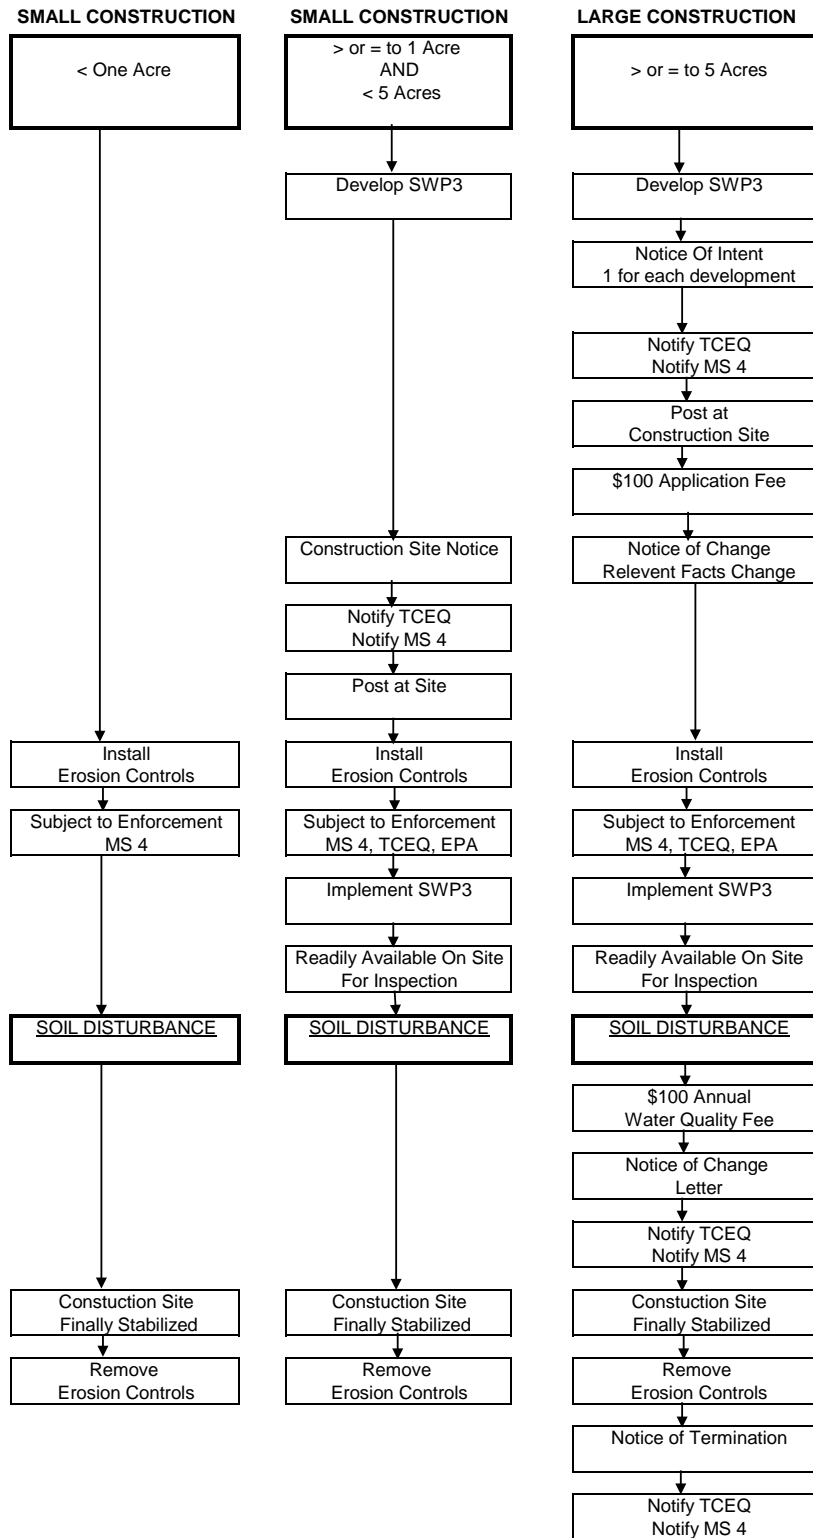 SMALL CONSTRUCTION
< One Acre
Install
Erosion Controls
Subject to Enforcement
MS 4
SOIL DISTURBANCE
Constuction Site
Finally Stabilized
Remove
Erosion Controls
SMALL CONSTRUCTION
> or = to 1 Acre
AND
< 5 Acres
Develop SWP3
Construction Site Notice
Notify TCEQ
Notify MS 4
Post at Site
Install
Erosion Controls
Subject to Enforcement
MS 4, TCEQ, EPA
Implement SWP3
Readily Available On Site
For Inspection
SOIL DISTURBANCE
Constuction Site
Finally Stabilized
Remove
Erosion Controls
LARGE CONSTRUCTION
> or = to 5 Acres
Develop SWP3
Notice Of Intent
1 for each development
Notify TCEQ
Notify MS 4
Post at
Construction Site
$100 Application Fee
Notice of Change
Relevent Facts Change
Install
Erosion Controls
Subject to Enforcement
MS 4, TCEQ, EPA
Implement SWP3
Readily Available On Site
For Inspection
SOIL DISTURBANCE
$100 Annual
Water Quality Fee
Notice of Change
Letter
Notify TCEQ
Notify MS 4
Constuction Site
Finally Stabilized
Remove
Erosion Controls
Notice of Termination
Notify TCEQ
Notify MS 4